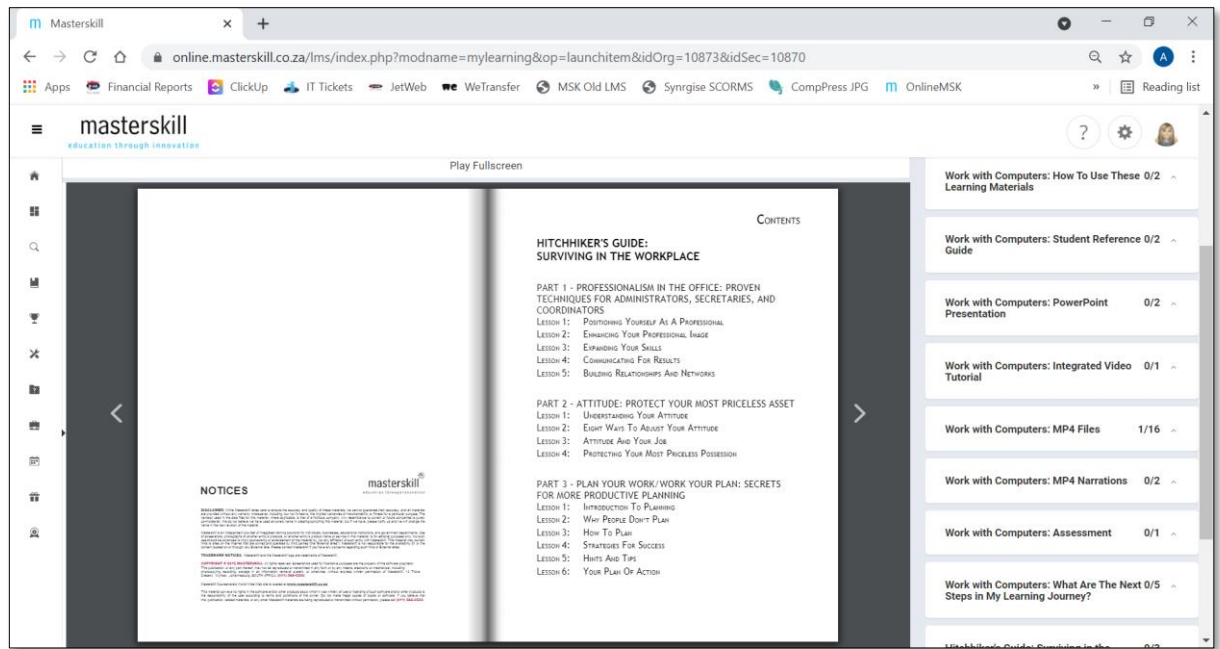 Masterskill
online.masterskill.co.za/lms/index.php?modname=mylearning&op=launchitem&idOrg=10873&idSec=10870
A
Apps Financial Reports ClickUp IT Tickets JetWeb WeTransfer MSK Old LMS Synrgise SCORMS CompPress JPG OnlineMSK » Reading list
masterskill
education through innovation
?
Play Fullscreen
NOTICES
masterskill
CONTENTS
HITCHHIKER'S GUIDE:
SURVIVING IN THE WORKPLACE
PART 1 - PROFESSIONALISM IN THE OFFICE: PROVEN
TECHNIQUES FOR ADMINISTRATORS, SECRETARIES, AND
COORDINATORS
LESSON 1: POSITIONING YOURSELF AS A PROFESSIONAL
LESSON 2: ENHANCING YOUR PROFESSIONAL IMAGE
LESSON 3: EXPANDING YOUR SKILLS
LESSON 4: COMMUNICATING FOR RESULTS
LESSON 5: BUILDING RELATIONSHIPS AND NETWORKS
PART 2 - ATTITUDE: PROTECT YOUR MOST PRICELESS ASSET
LESSON 1: UNDERSTANDING YOUR ATTITUDE
LESSON 2: EIGHT WAYS TO ADJUST YOUR ATTITUDE
LESSON 3: ATTITUDE AND YOUR JOB
LESSON 4: PROTECTING YOUR MOST PRICELESS POSSESSION
PART 3 - PLAN YOUR WORK/WORK YOUR PLAN: SECRETS
FOR MORE PRODUCTIVE PLANNING
LESSON 1: INTRODUCTION TO PLANNING
LESSON 2: WHY PEOPLE DON'T PLAN
LESSON 3: HOW TO PLAN
LESSON 4: STRATEGIES FOR SUCCESS
LESSON 5: HINTS AND TIPS
LESSON 6: YOUR PLAN OF ACTION
Work with Computers: How To Use These 0/2
Learning Materials
Work with Computers: Student Reference 0/2
Guide
Work with Computers: PowerPoint 0/2
Presentation
Work with Computers: Integrated Video 0/1
Tutorial
Work with Computers: MP4 Files 1/16
Work with Computers: MP4 Narrations 0/2
Work with Computers: Assessment 0/1
Work with Computers: What Are The Next 0/5
Steps in My Learning Journey?